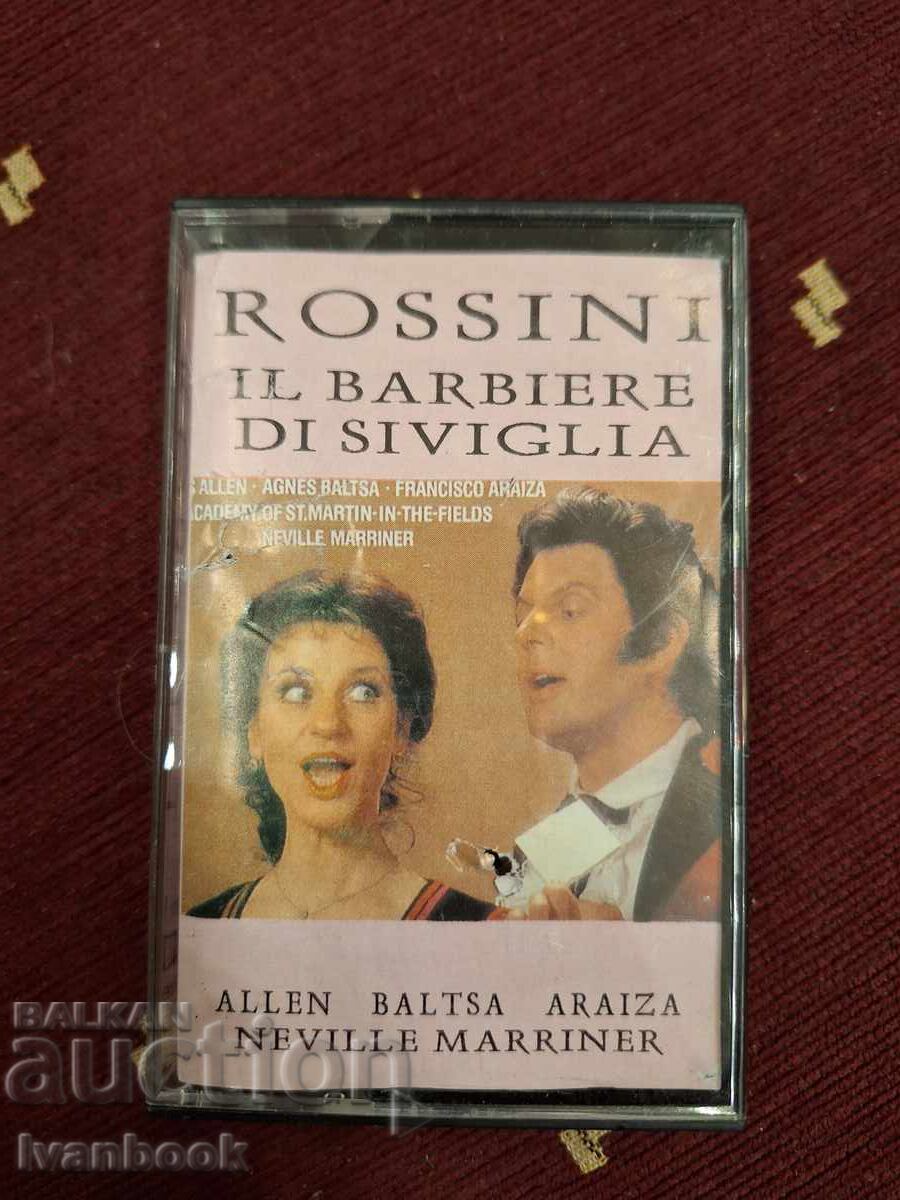 ROSSINI
IL BARBIERE
DI SIVIGLIA
S ALLEN · AGNES BALTSA · FRANCISCO ARAIZA
CADEMY OF ST. MARTIN-IN-THE-FIELDS
NEVILLE MARRINER
ALLEN BALTSA ARAIZA
NEVILLE MARRINER
BALKAN
auction
Ivanbook